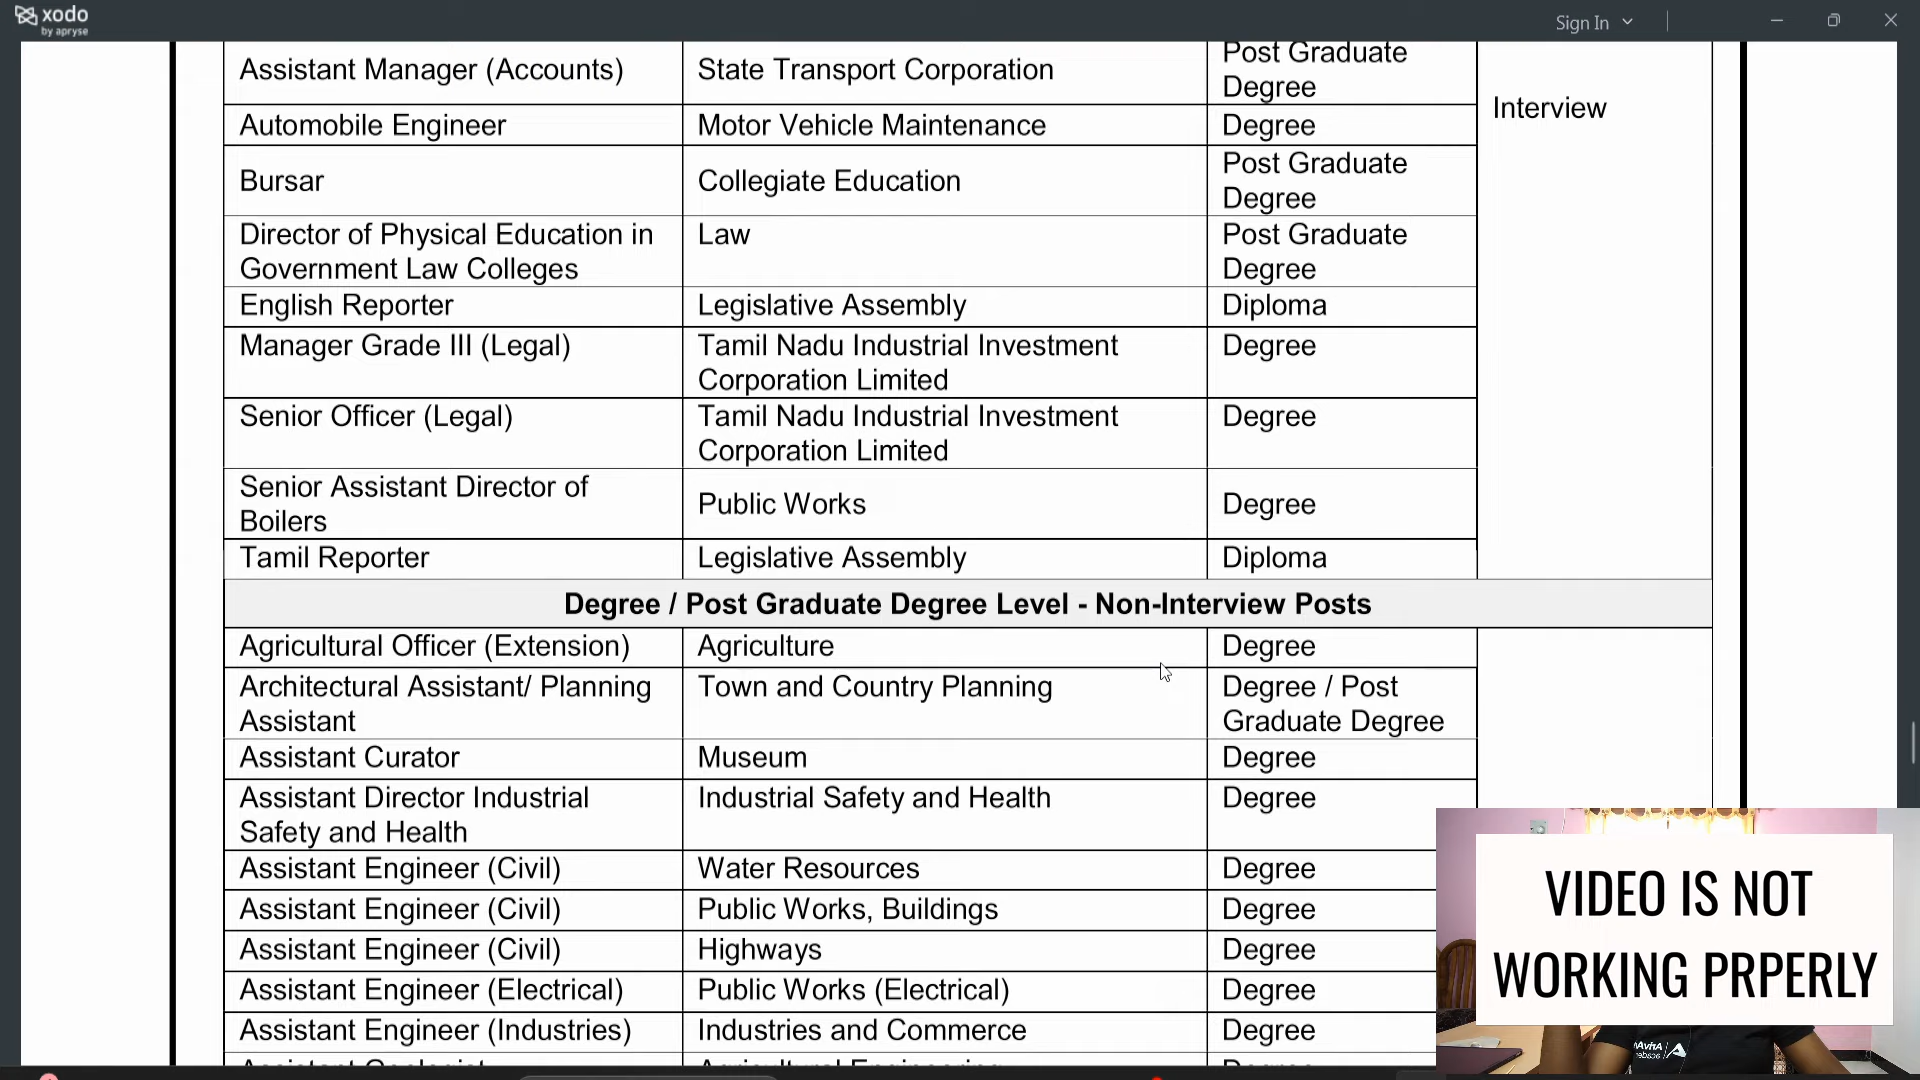 xodo
by apryse
Sign In
Assistant Manager (Accounts) State Transport Corporation Post Graduate
Degree
Interview
Automobile Engineer Motor Vehicle Maintenance Degree
Bursar Collegiate Education Post Graduate
Degree
Director of Physical Education in Law Post Graduate
Government Law Colleges Degree
English Reporter Legislative Assembly Diploma
Manager Grade III (Legal) Tamil Nadu Industrial Investment Degree
Corporation Limited
Senior Officer (Legal) Tamil Nadu Industrial Investment Degree
Corporation Limited
Senior Assistant Director of
Boilers Public Works Degree
Tamil Reporter Legislative Assembly Diploma
Degree / Post Graduate Degree Level - Non-Interview Posts
Agricultural Officer (Extension) Agriculture Degree
Architectural Assistant/ Planning Town and Country Planning Degree / Post
Assistant Graduate Degree
Assistant Curator Museum Degree
Assistant Director Industrial Industrial Safety and Health Degree
Safety and Health
Assistant Engineer (Civil) Water Resources Degree
Assistant Engineer (Civil) Public Works, Buildings Degree
Assistant Engineer (Civil) Highways Degree
Assistant Engineer (Electrical) Public Works (Electrical) Degree
Assistant Engineer (Industries) Industries and Commerce Degree
VIDEO IS NOT
WORKING PRPERLY